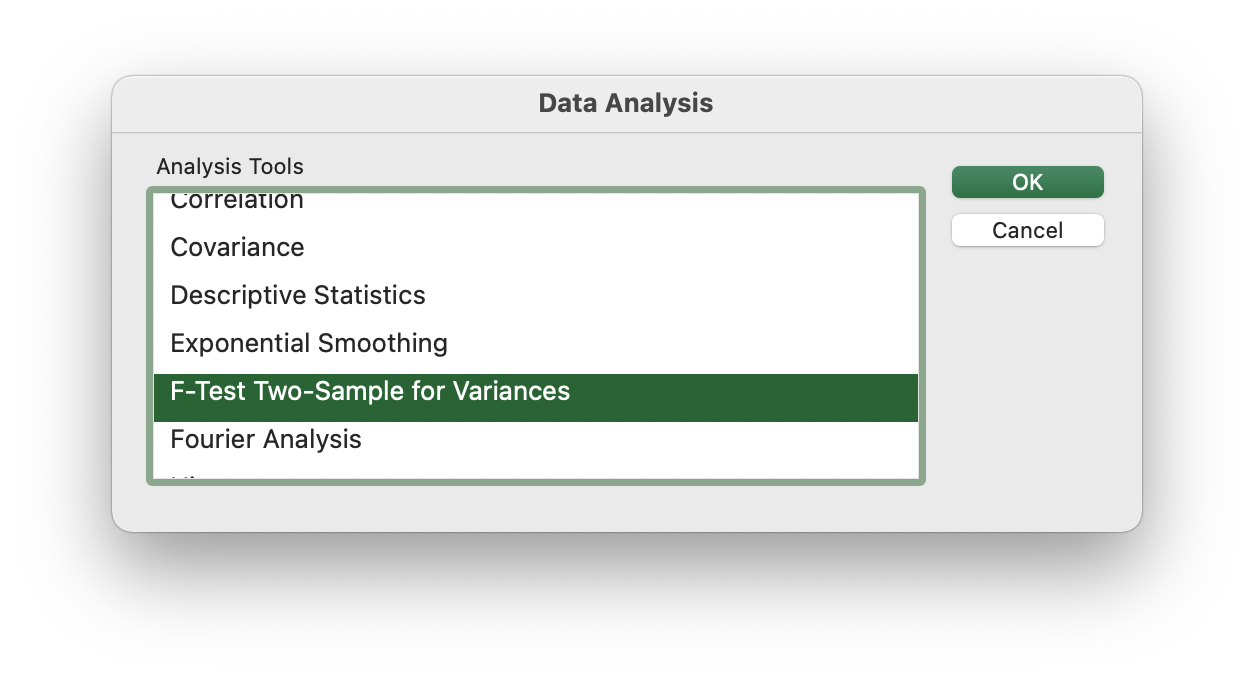 Data Analysis
Analysis Tools
OK
Correlation
Cancel
Covariance
Descriptive Statistics
Exponential Smoothing
F-Test Two-Sample for Variances
Fourier Analysis